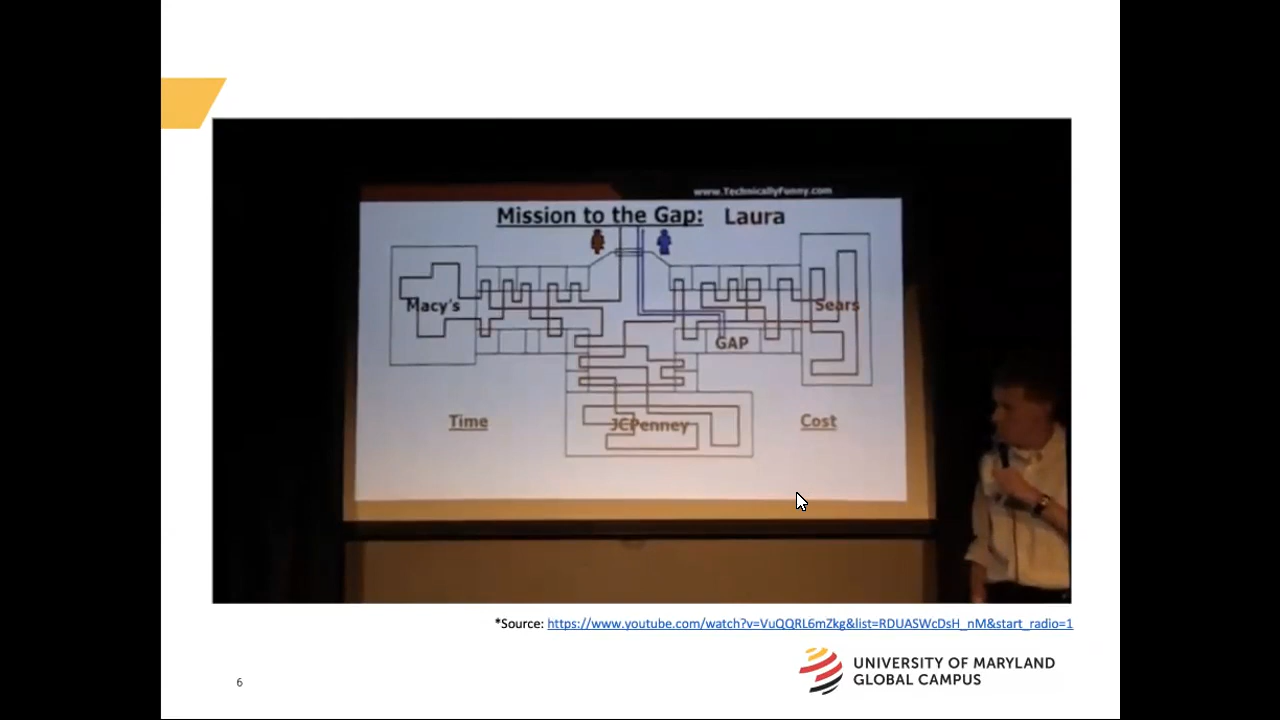 www.TechnicallyFunny.com
Mission to the Gap: Laura
Macy's
Sears
GAP
Time
JCPenney
Cost
*Source: https://www.youtube.com/watch?v=VuQQRL6mZkg&list=RDUASWcDsH_nM&start_radio=1
UNIVERSITY OF MARYLAND
GLOBAL CAMPUS
6